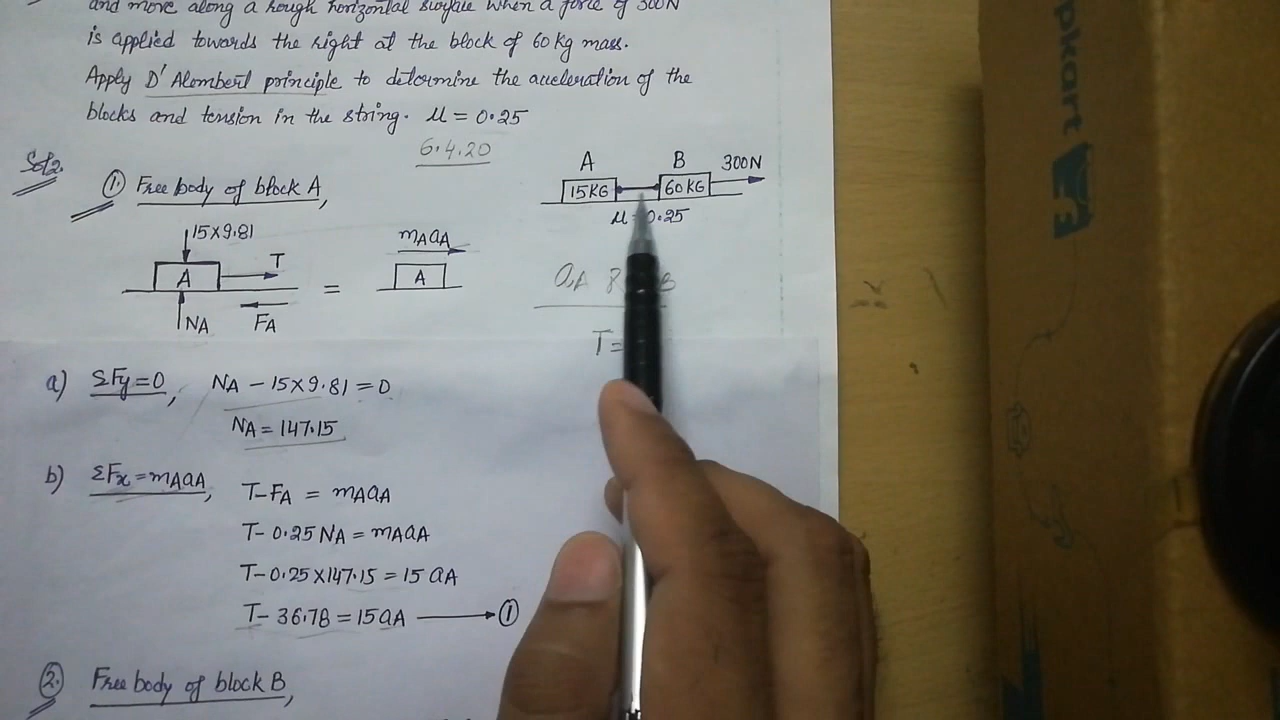 and move along a rough horizontal surface when a force of 300N
is applied towards the right at the block of 60 Kg mass.
Apply D' Alembert principle to determine the acceleration of the
blocks and tension in the string. μ = 0.25
6.4.20
Sol2.
① Free body of block A,
A B 300N
15KG 60KG
μ = 0.25
15×9.81
A T
NA FA
=
mAaA
A
T=
a) ΣFy=0, NA - 15×9.81 = 0
NA = 147.15
b) ΣFx=mAaA, T-FA = mAaA
T- 0.25 NA = mAaA
T-0.25×147.15 = 15 aA
T- 36.78 = 15aA ①
② Free body of block B,
pkart